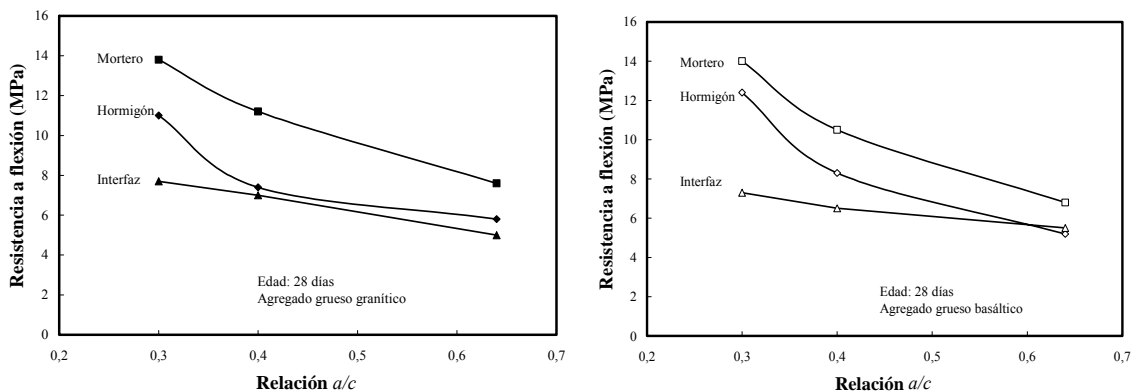 Resistencia a flexión (MPa)
16
14
12
10
8
6
4
2
0
Mortero
Hormigón
Interfaz
Edad: 28 días
Agregado grueso granítico
0,2
0,3
0,4
0,5
0,6
0,7
Relación a/c
Resistencia a flexión (MPa)
16
14
12
10
8
6
4
2
0
Mortero
Hormigón
Interfaz
Edad: 28 días
Agregado grueso basáltico
0,2
0,3
0,4
0,5
0,6
0,7
Relación a/c